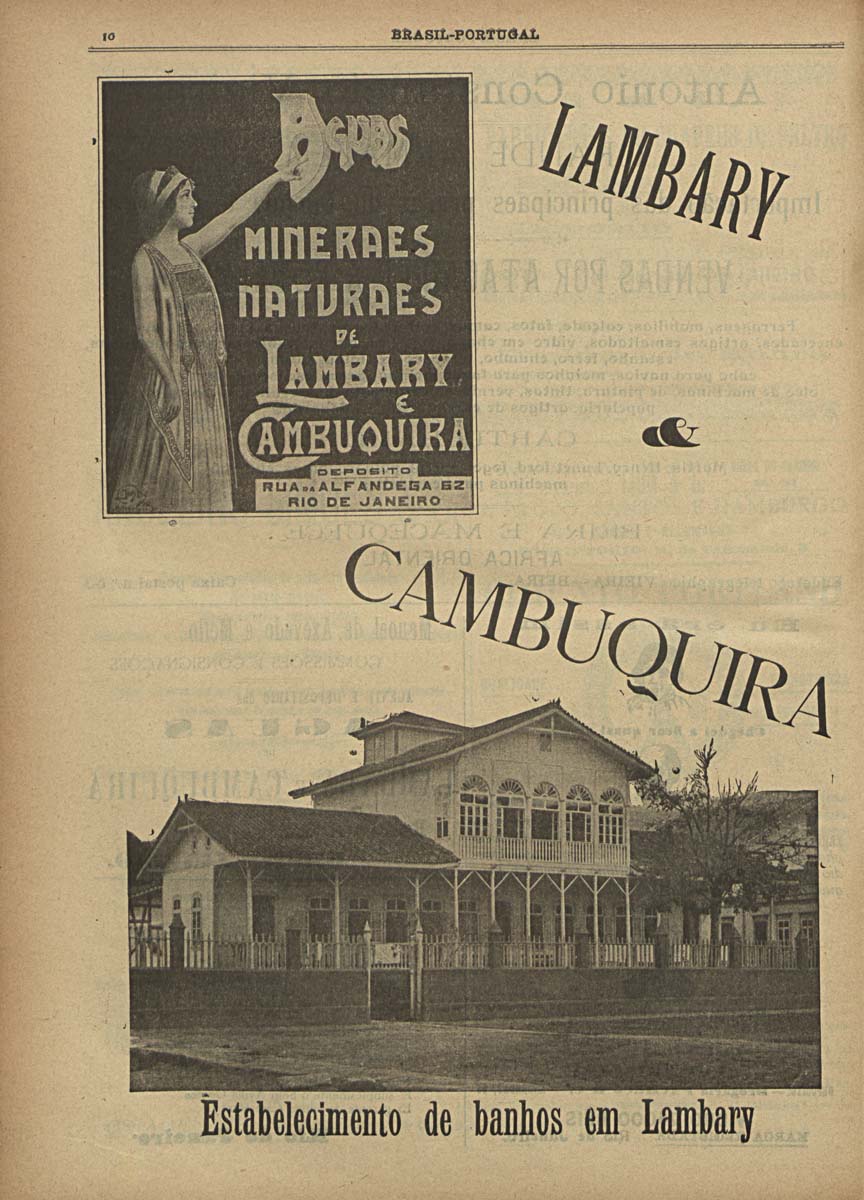 16
BRASIL-PORTUGAL
AGUAS
MINERAES
NATURAES
DE
LAMBARY
E
CAMBUQUIRA
DEPOSITO
RUA DA ALFANDEGA 62
RIO DE JANEIRO
LAMBARY
&
CAMBUQUIRA
Estabelecimento de banhos em Lambary